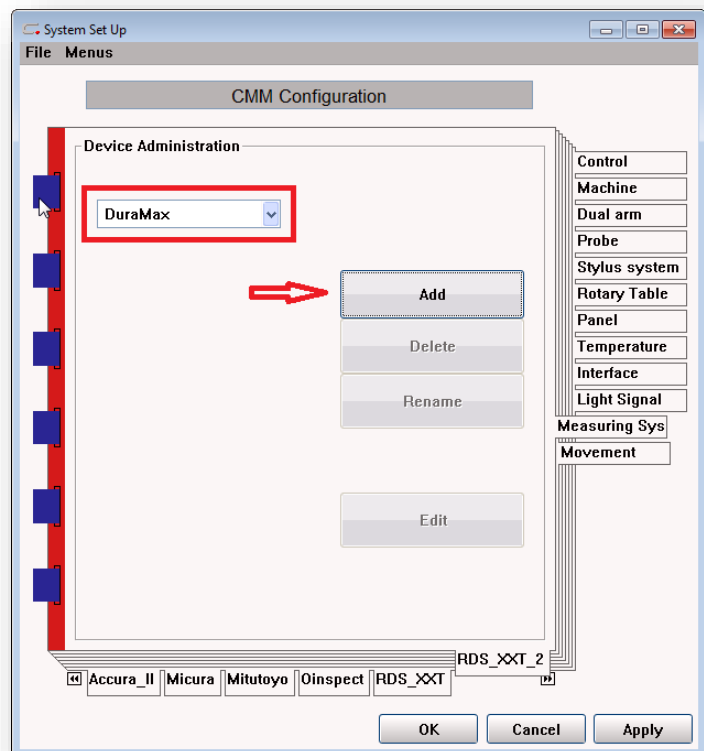 System Set Up
File Menus
CMM Configuration
Device Administration
DuraMax
Add
Delete
Rename
Edit
Control
Machine
Dual arm
Probe
Stylus system
Rotary Table
Panel
Temperature
Interface
Light Signal
Measuring Sys
Movement
RDS_XXT_2
Accura_II Micura Mitutoyo Oinspect RDS_XXT
OK Cancel Apply